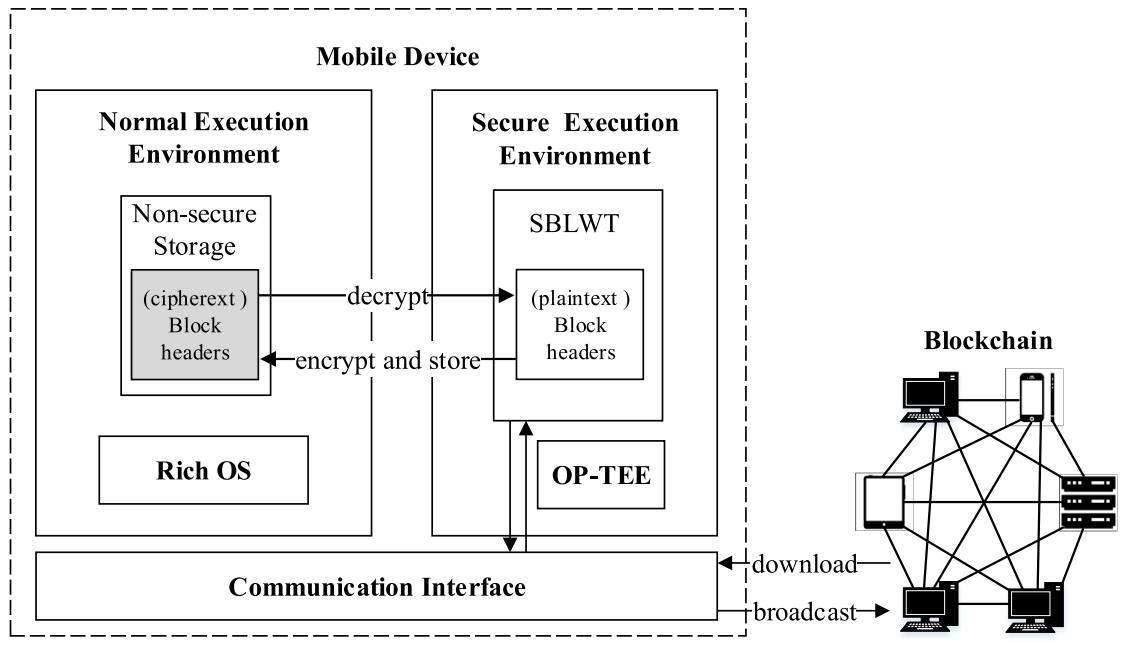 Mobile Device
Normal Execution
Environment
Secure Execution
Environment
Non-secure
Storage
(cipherext )
Block
headers
decrypt
encrypt and store
SBLWT
(plaintext )
Block
headers
Rich OS
OP-TEE
Communication Interface
download
broadcast
Blockchain